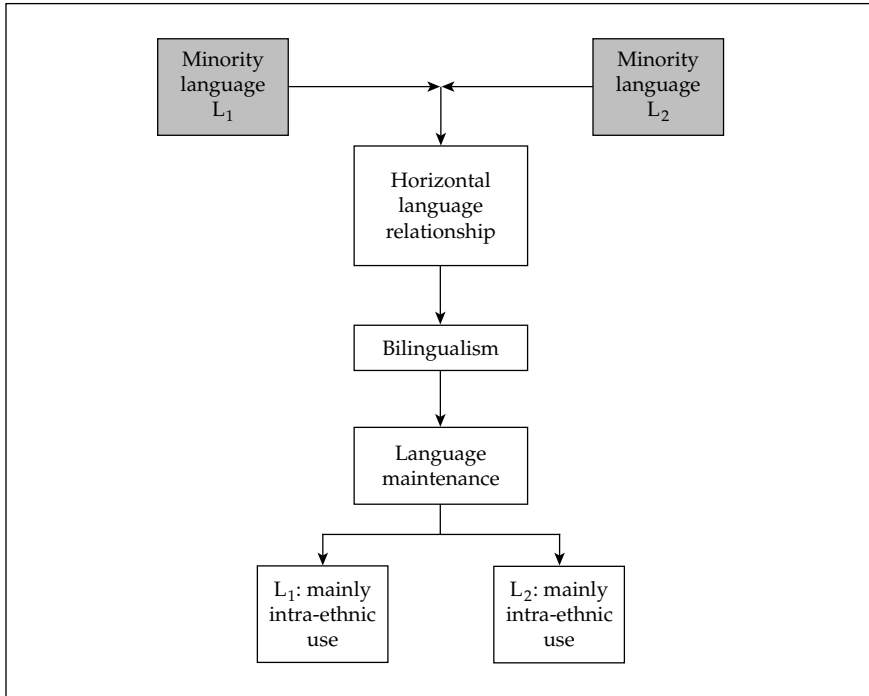 Minority
language
L₁
Minority
language
L₂
Horizontal
language
relationship
Bilingualism
Language
maintenance
L₁: mainly
intra-ethnic
use
L₂: mainly
intra-ethnic
use